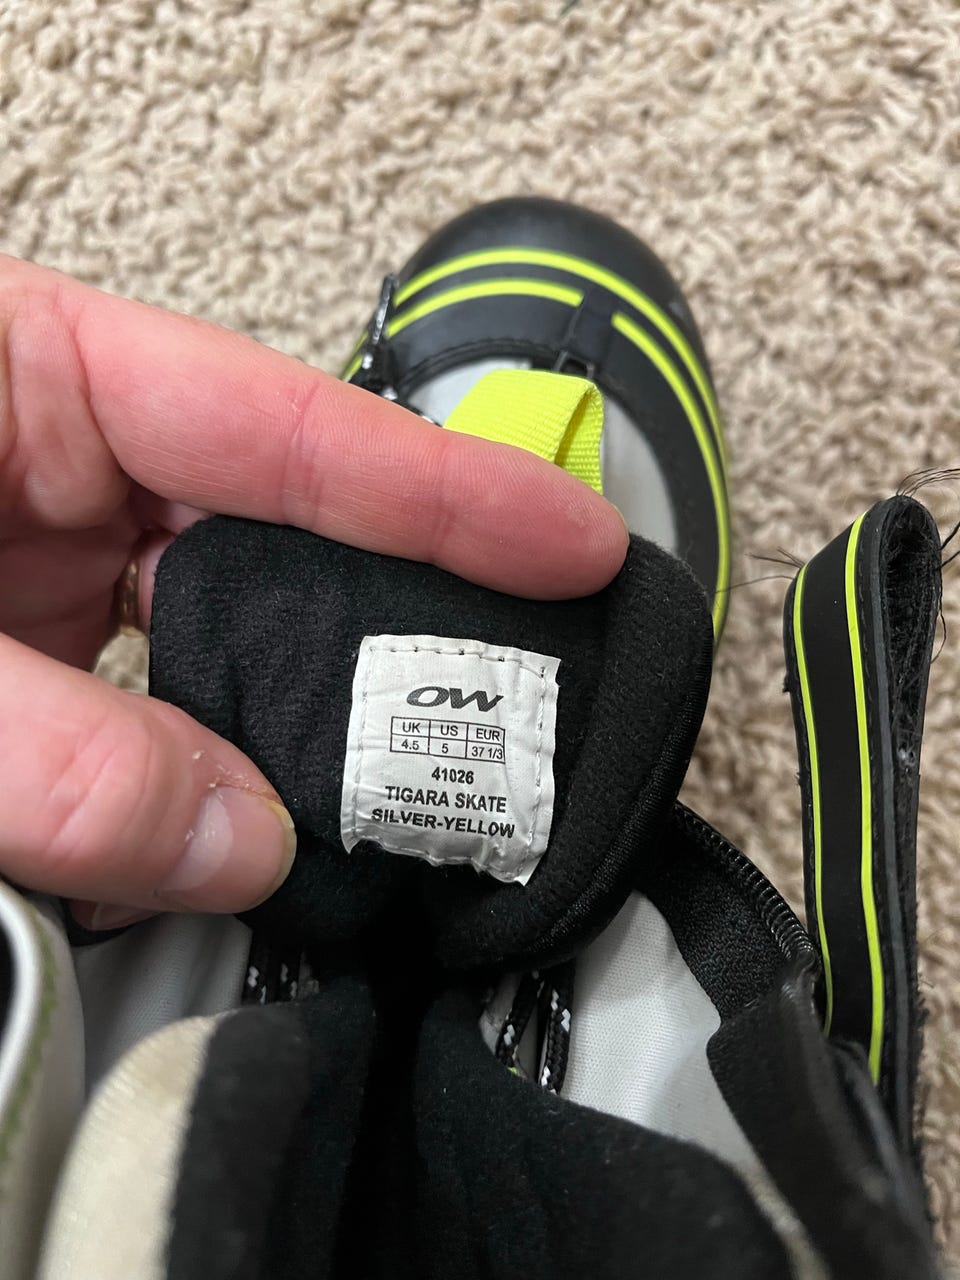 OW
UK US EUR
4.5 5 37 1/3
41026
TIGARA SKATE
SILVER-YELLOW